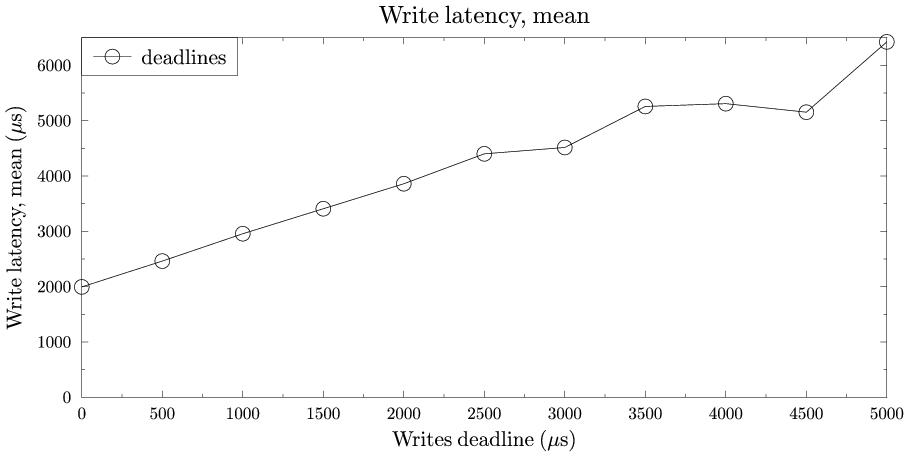 Write latency, mean
deadlines
Write latency, mean (μs)
6000
5000
4000
3000
2000
1000
0
0 500 1000 1500 2000 2500 3000 3500 4000 4500 5000
Writes deadline (μs)